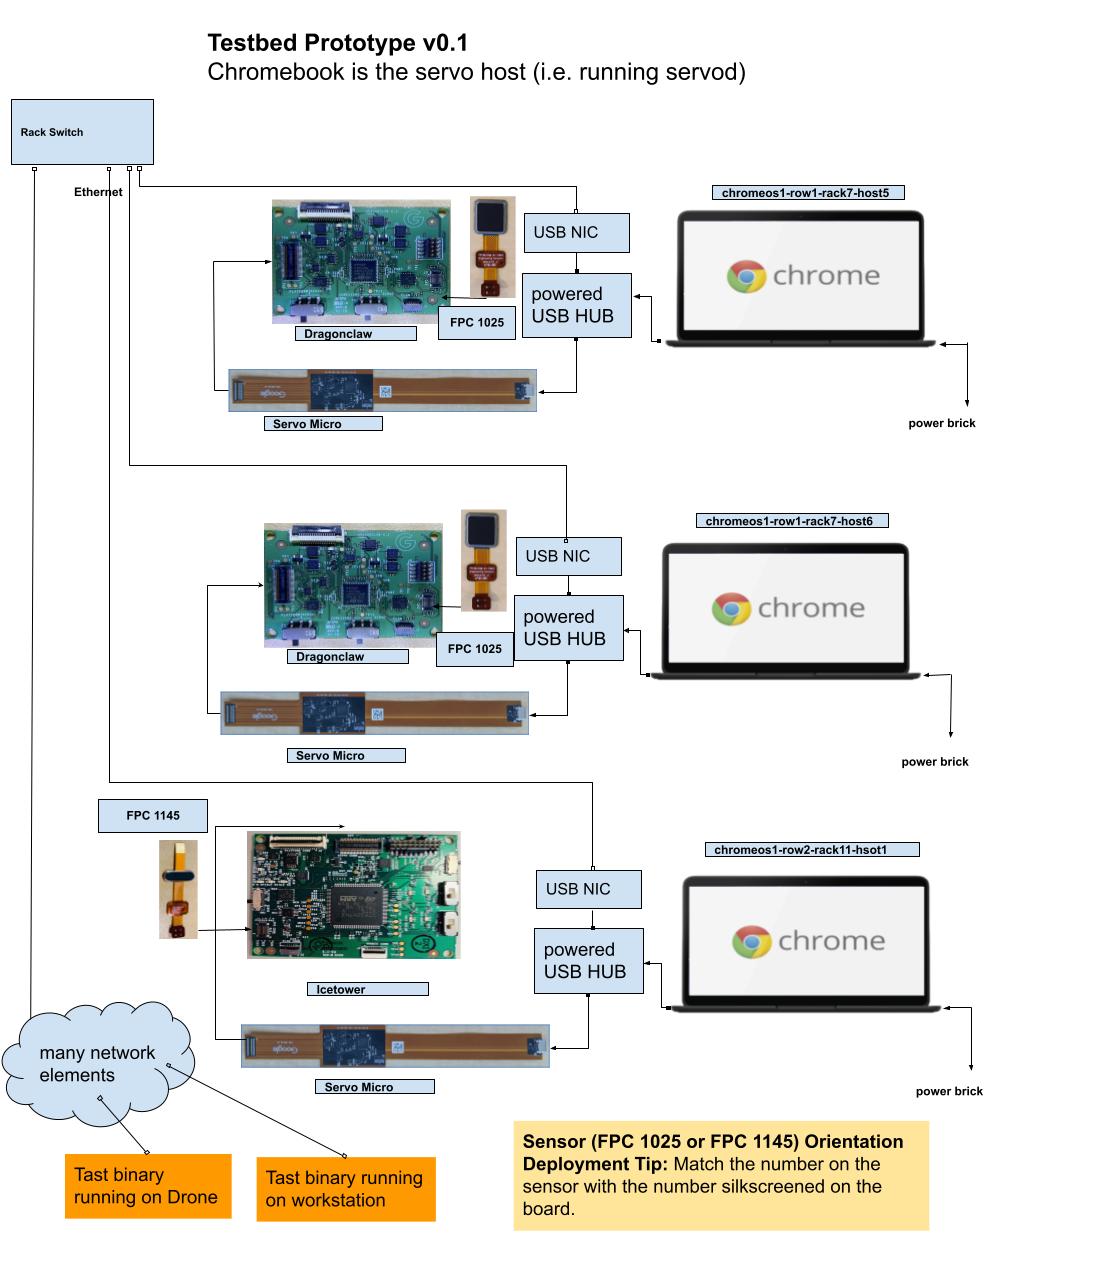 Testbed Prototype v0.1
Chromebook is the servo host (i.e. running servod)
Rack Switch
Ethernet
chromeos1-row1-rack7-host5
USB NIC
chrome
powered
USB HUB
FPC 1025
Dragonclaw
Google
Servo Micro
power brick
chromeos1-row1-rack7-host6
USB NIC
chrome
powered
USB HUB
FPC 1025
Dragonclaw
Google
Servo Micro
power brick
FPC 1145
chromeos1-row2-rack11-hsot1
USB NIC
chrome
powered
USB HUB
ARM
Icetower
Google
Servo Micro
power brick
many network
elements
Sensor (FPC 1025 or FPC 1145) Orientation
Deployment Tip: Match the number on the
sensor with the number silkscreened on the
board.
Tast binary
running on Drone
Tast binary running
on workstation